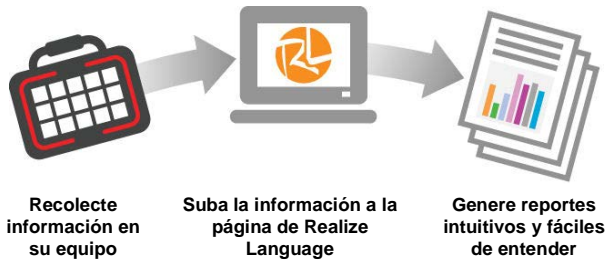 RL
Recolecte
información en
su equipo
Suba la información a la
página de Realize
Language
Genere reportes
intuitivos y fáciles
de entender